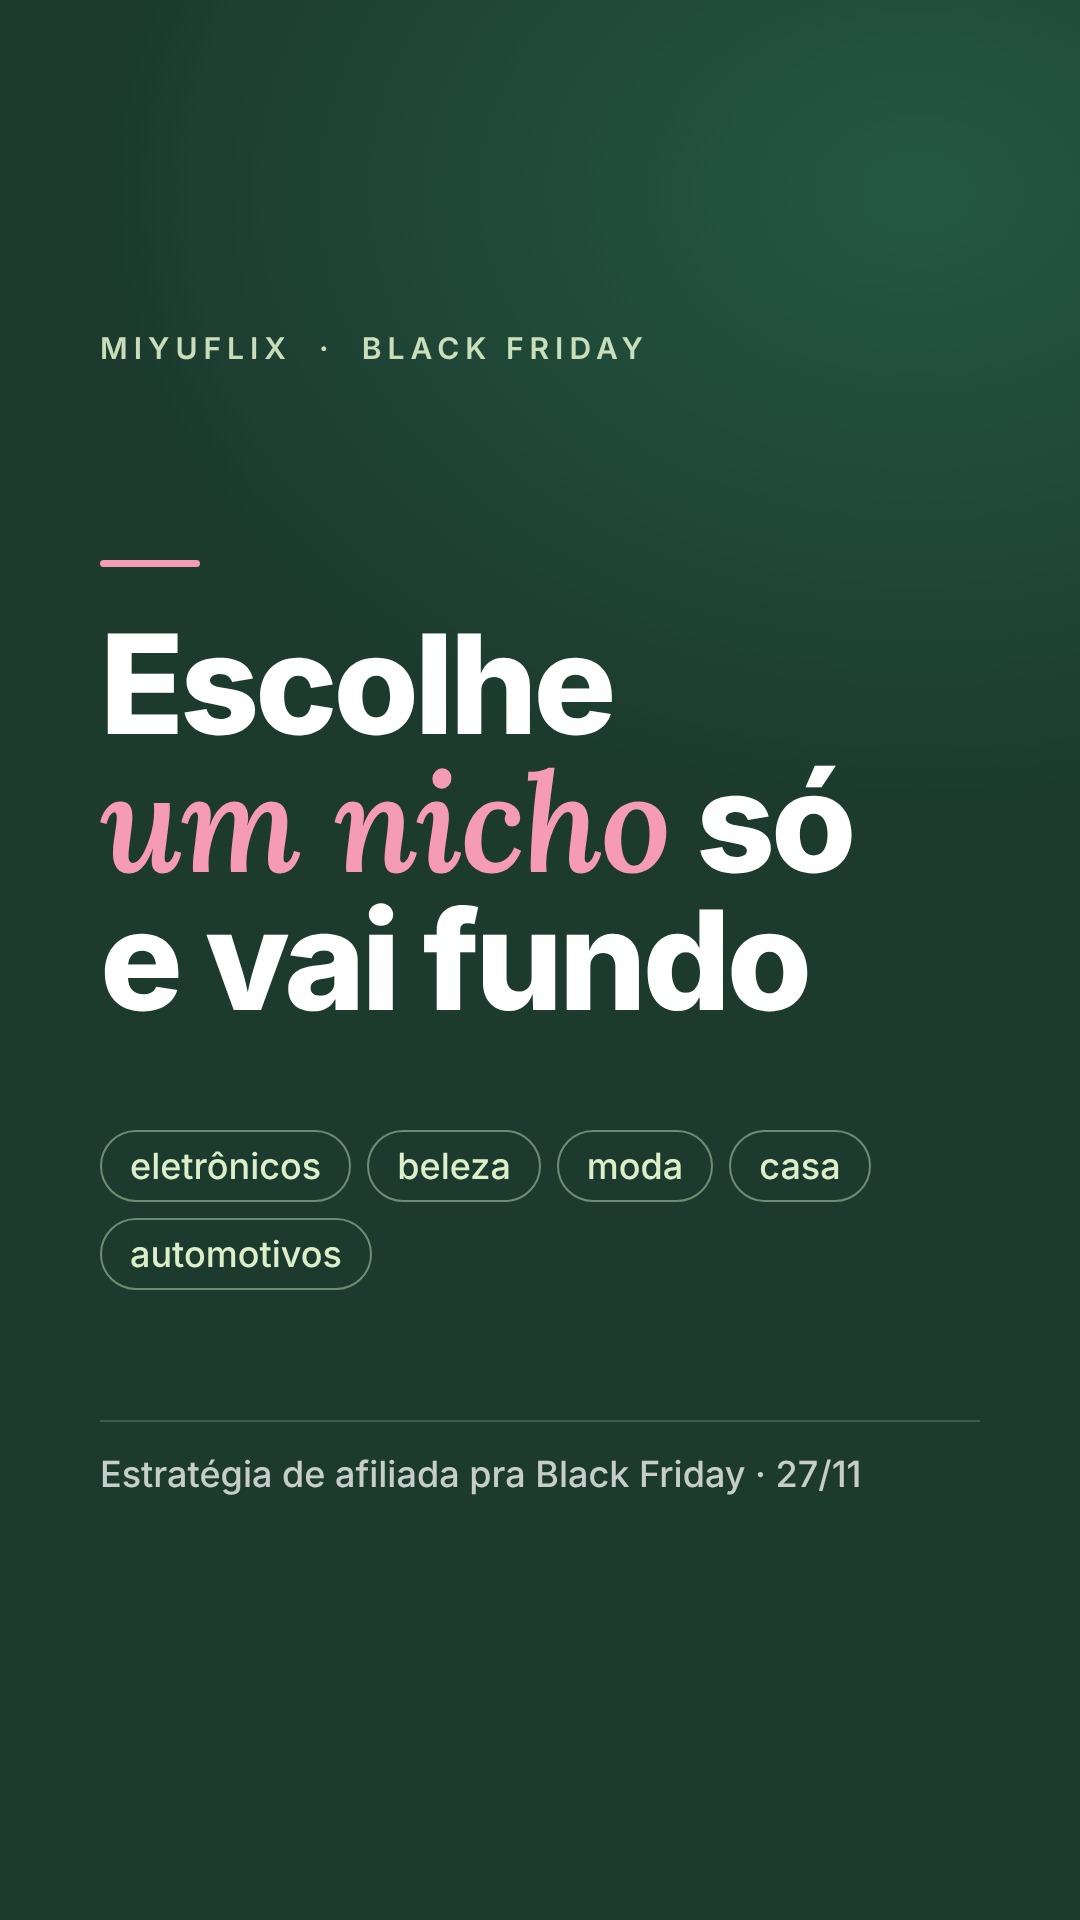 MIYUFLIX · BLACK FRIDAY
Escolhe
um nicho só
e vai fundo
eletrônicos beleza moda casa
automotivos
Estratégia de afiliada pra Black Friday · 27/11